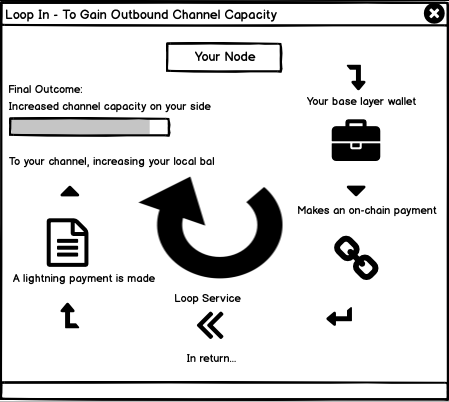 Loop In - To Gain Outbound Channel Capacity
Your Node
Final Outcome:
Increased channel capacity on your side
Your base layer wallet
To your channel, increasing your local bal
Makes an on-chain payment
A lightning payment is made
Loop Service
In return...